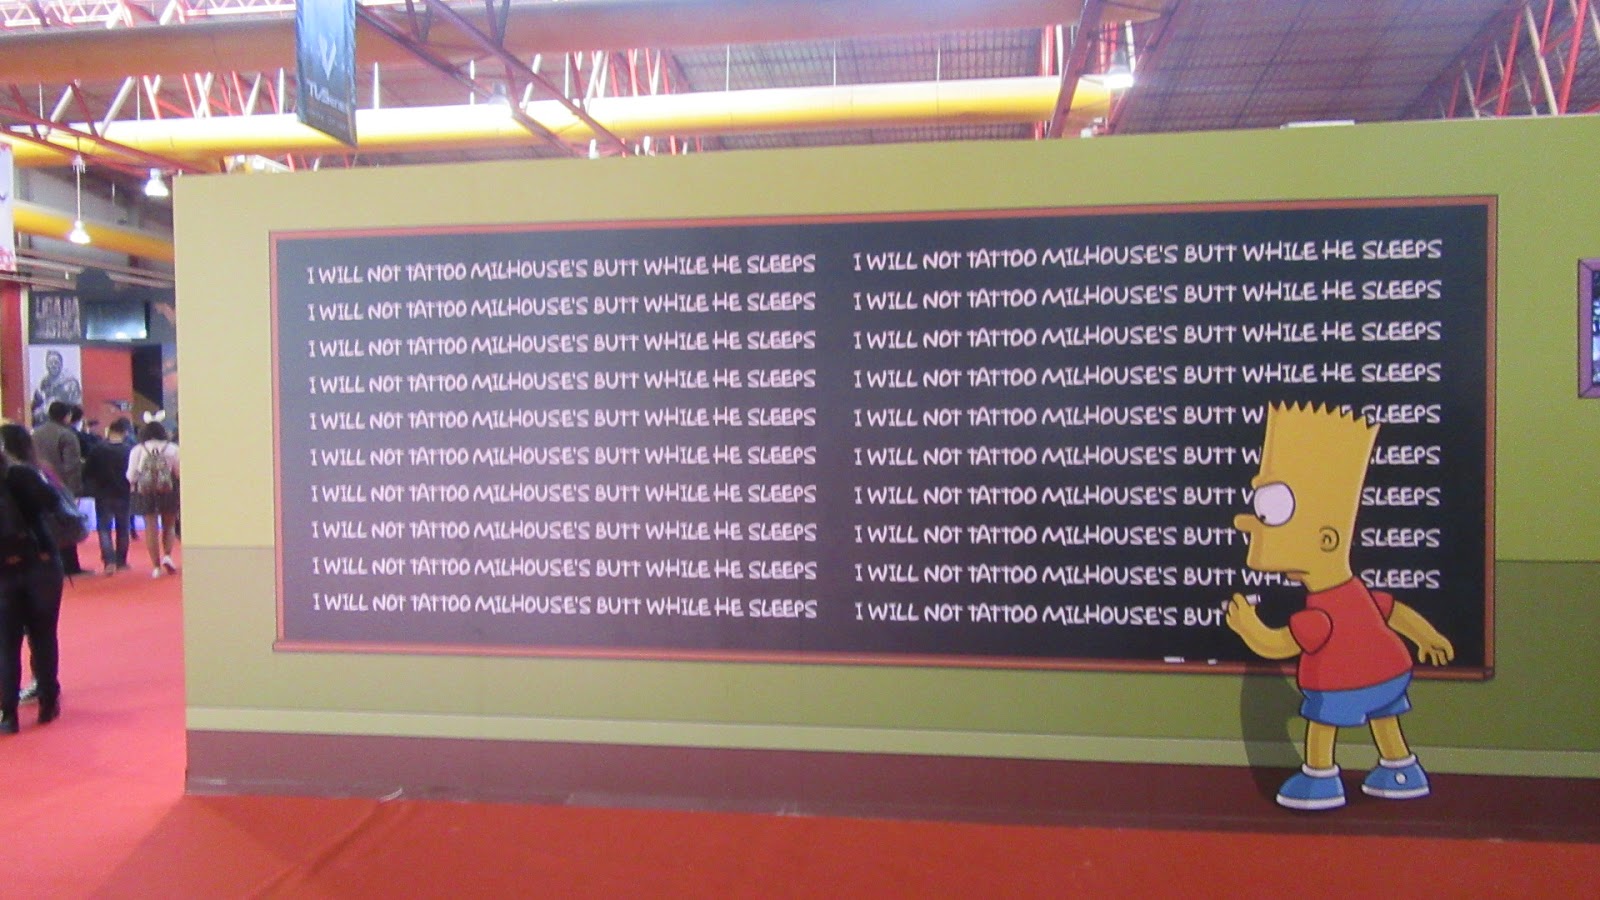 TVSeries
LIGA DA
JUSTIÇA
I WILL NOT TATTOO MILHOUSE'S BUTT WHILE HE SLEEPS
I WILL NOT TATTOO MILHOUSE'S BUTT WHILE HE SLEEPS
I WILL NOT TATTOO MILHOUSE'S BUTT WHILE HE SLEEPS
I WILL NOT TATTOO MILHOUSE'S BUTT WHILE HE SLEEPS
I WILL NOT TATTOO MILHOUSE'S BUTT WHILE HE SLEEPS
I WILL NOT TATTOO MILHOUSE'S BUTT WHILE HE SLEEPS
I WILL NOT TATTOO MILHOUSE'S BUTT WHILE HE SLEEPS
I WILL NOT TATTOO MILHOUSE'S BUTT WHILE HE SLEEPS
I WILL NOT TATTOO MILHOUSE'S BUTT WHILE HE SLEEPS
I WILL NOT TATTOO MILHOUSE'S BUTT WHILE HE SLEEPS
I WILL NOT TATTOO MILHOUSE'S BUTT WHILE HE SLEEPS
I WILL NOT TATTOO MILHOUSE'S BUTT WHILE HE SLEEPS
I WILL NOT TATTOO MILHOUSE'S BUTT WHILE HE SLEEPS
I WILL NOT TATTOO MILHOUSE'S BUTT WHILE HE SLEEPS
I WILL NOT TATTOO MILHOUSE'S BUTT W SLEEPS
I WILL NOT TATTOO MILHOUSE'S BUTT W LEEPS
I WILL NOT TATTOO MILHOUSE'S BUTT SLEEPS
I WILL NOT TATTOO MILHOUSE'S BUTT SLEEPS
I WILL NOT TATTOO MILHOUSE'S BUTT WHI SLEEPS
I WILL NOT TATTOO MILHOUSE'S BUT